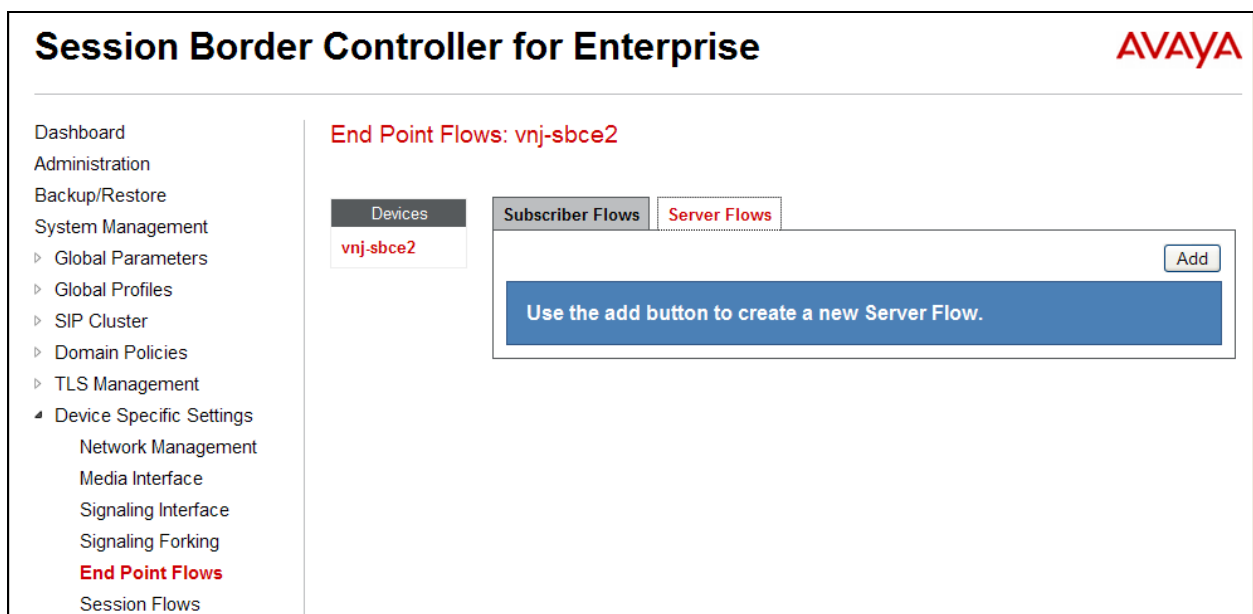 Session Border Controller for Enterprise
AVAYA
Dashboard
Administration
Backup/Restore
System Management
Global Parameters
Global Profiles
SIP Cluster
Domain Policies
TLS Management
Device Specific Settings
Network Management
Media Interface
Signaling Interface
Signaling Forking
End Point Flows
Session Flows
End Point Flows: vnj-sbce2
Devices
vnj-sbce2
Subscriber Flows
Server Flows
Add
Use the add button to create a new Server Flow.